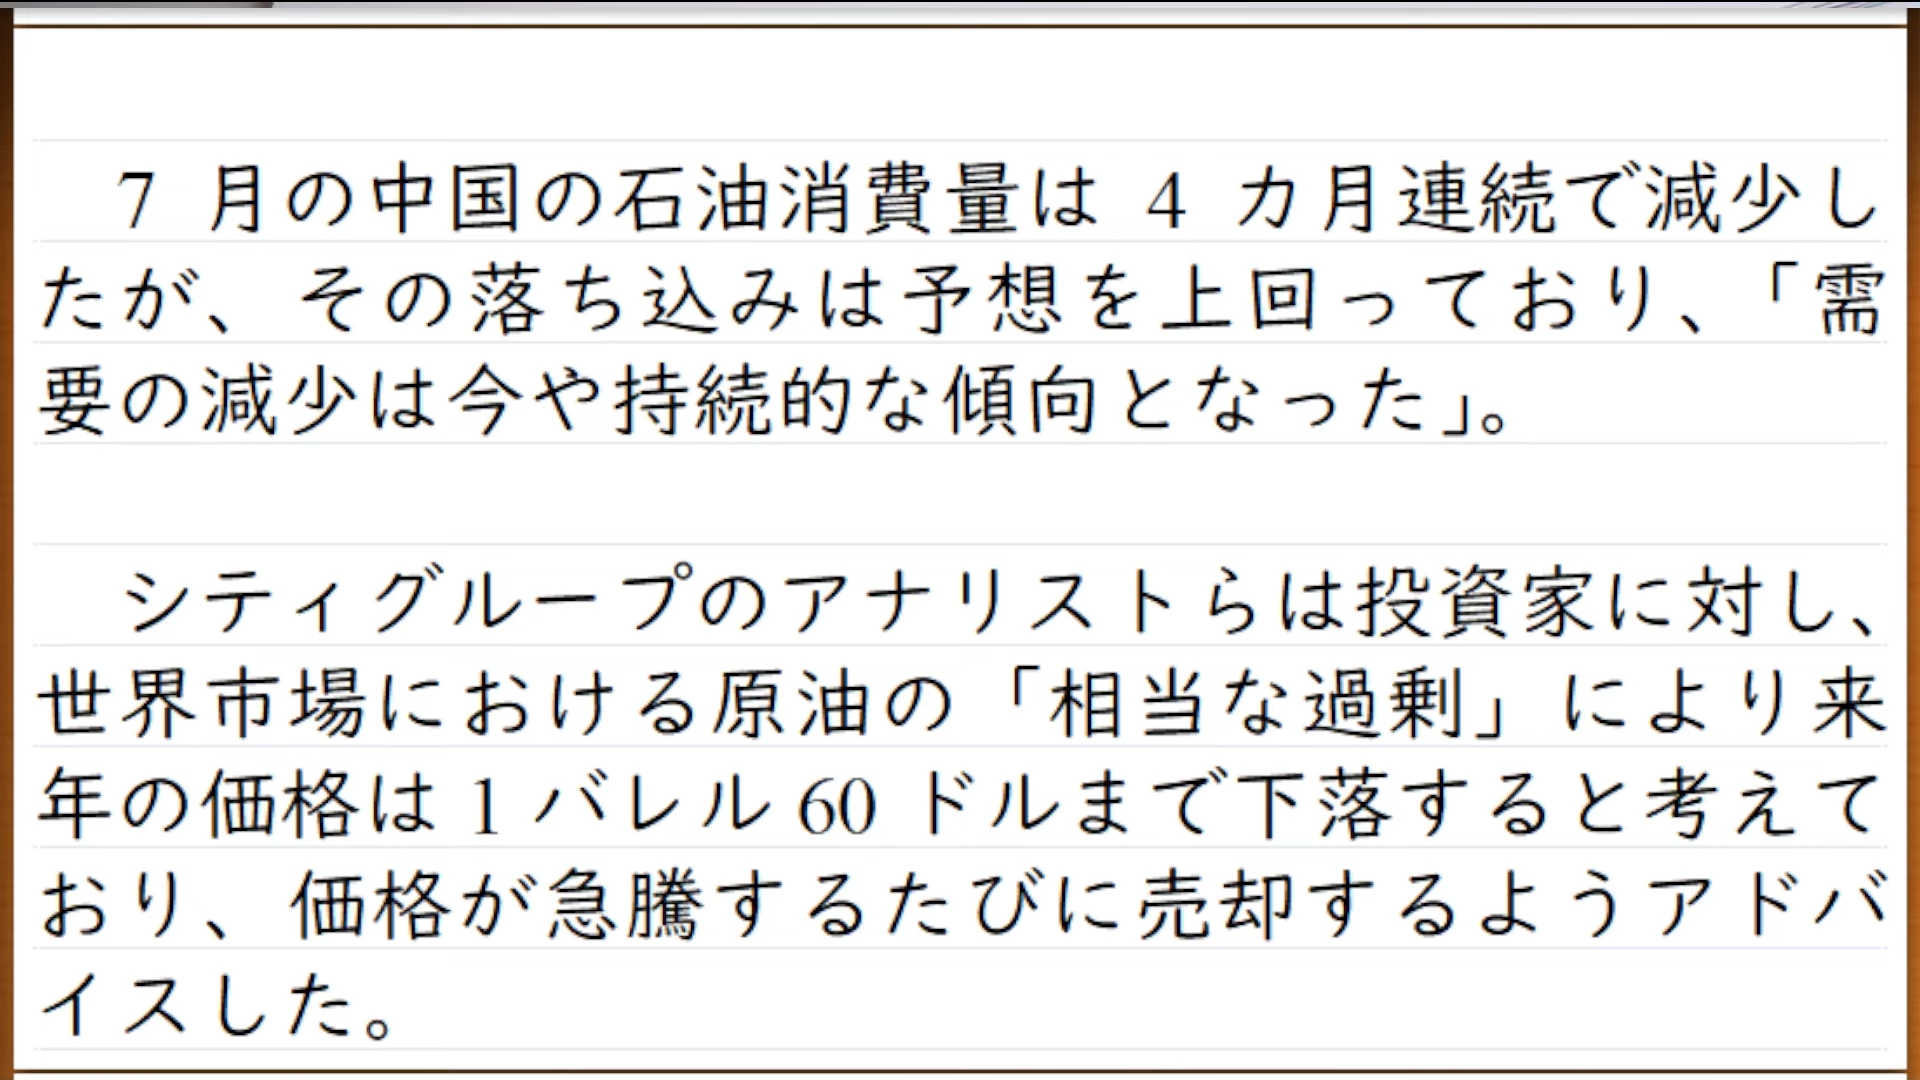 7 月の中国の石油消費量は 4 カ月連続で減少し
たが、その落ち込みは予想を上回っており、「需
要の減少は今や持続的な傾向となった」。
シティグループのアナリストらは投資家に対し、
世界市場における原油の「相当な過剰」により来
年の価格は 1 バレル 60 ドルまで下落すると考えて
おり、価格が急騰するたびに売却するようアドバ
イスした。